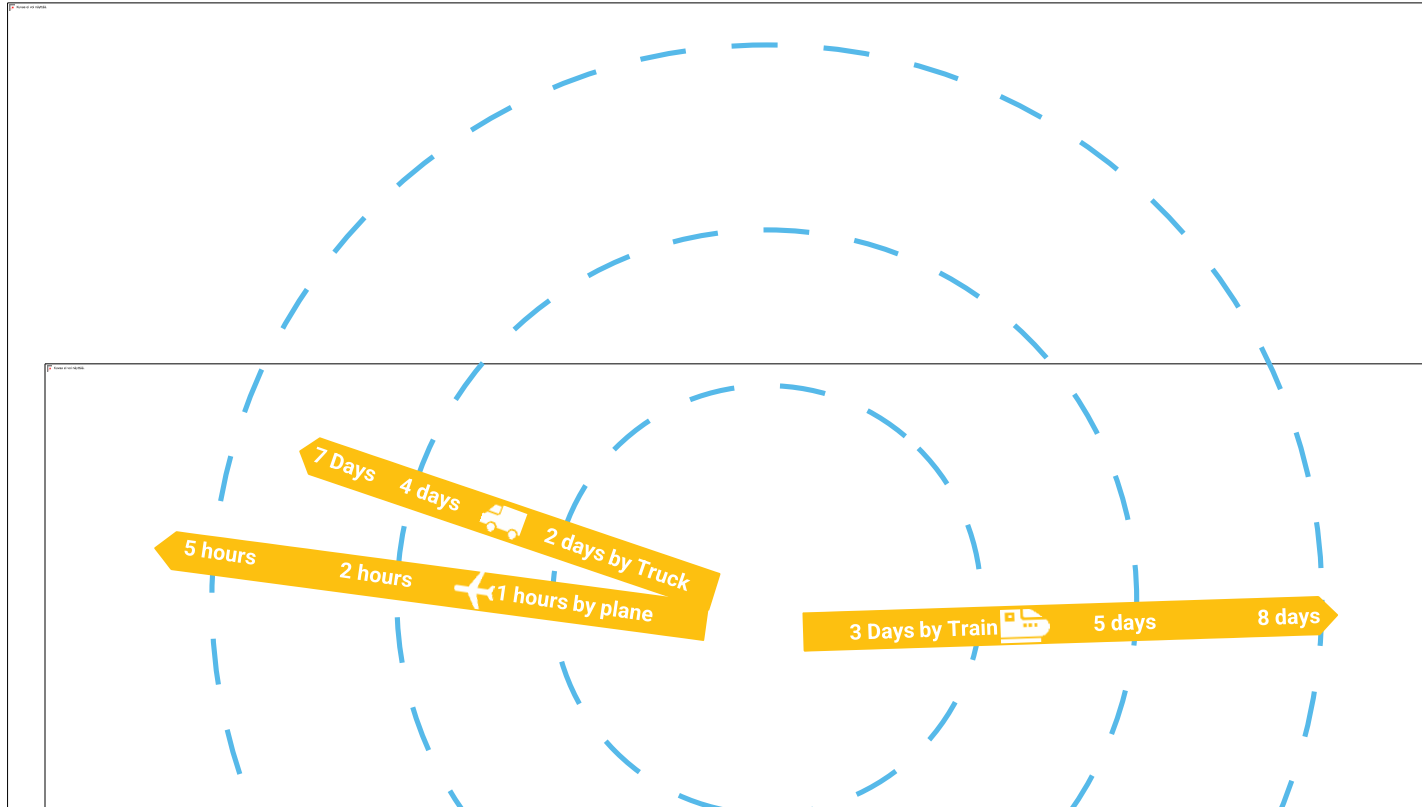 7 Days
4 days
2 days by Truck
5 hours
2 hours
1 hours by plane
3 Days by Train
5 days
8 days